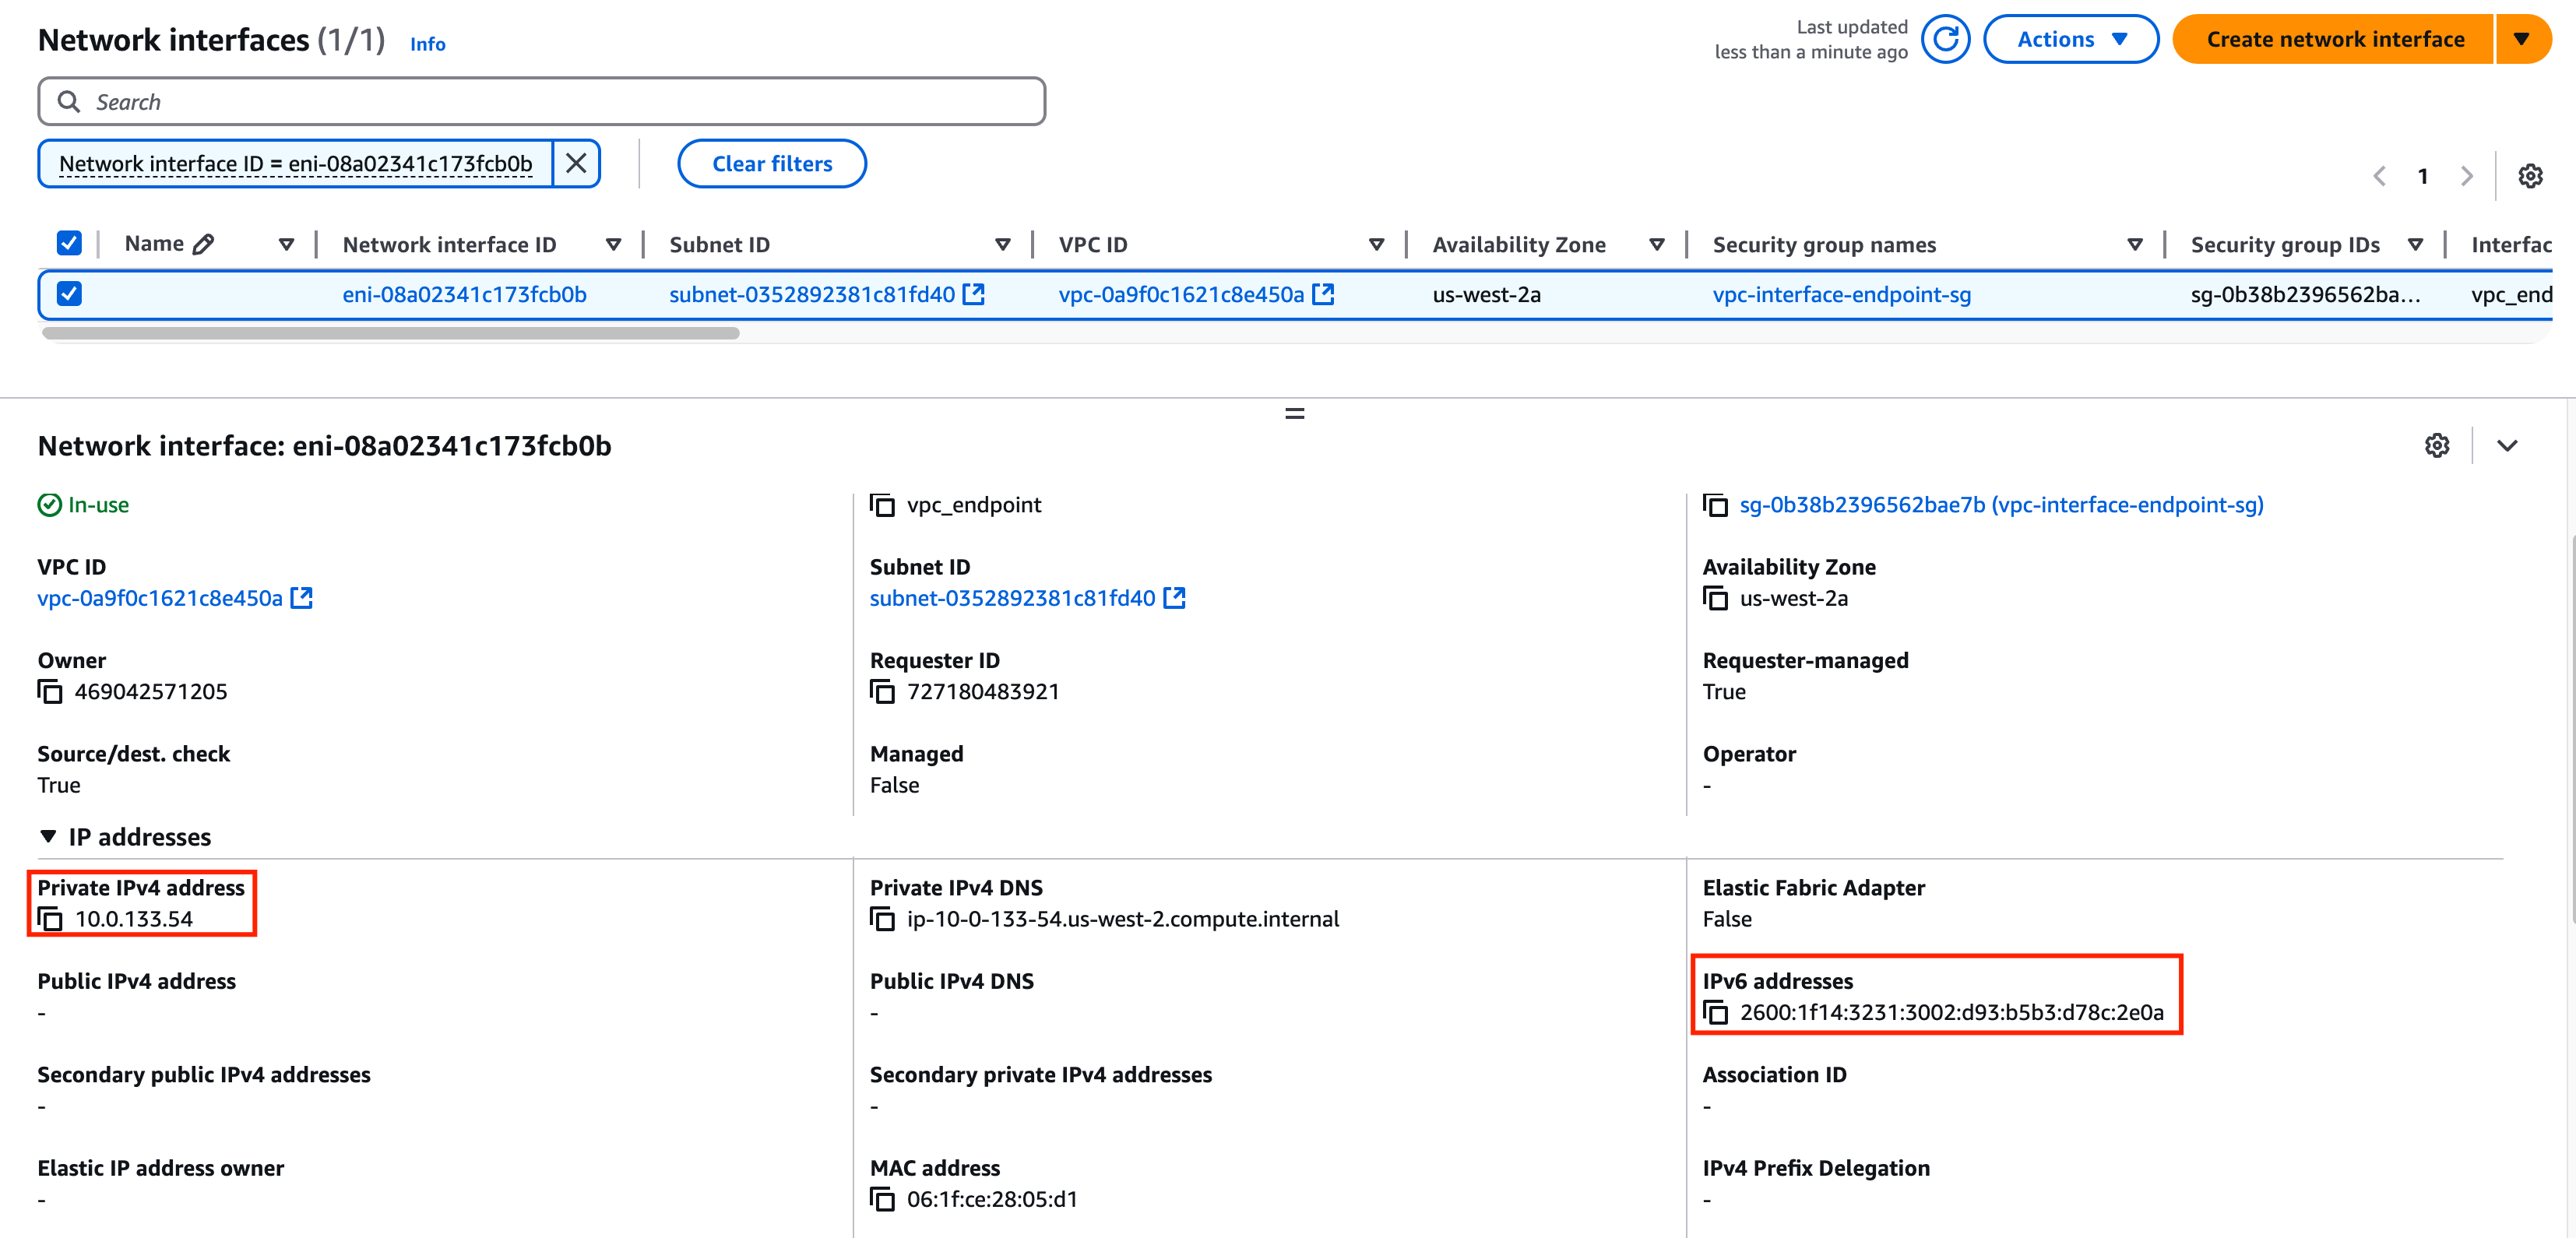 Network interfaces (1/1) Info
Last updated
less than a minute ago
Actions
Create network interface
Search
Network interface ID = eni-08a02341c173fcb0b
Clear filters
1
Name Network interface ID Subnet ID VPC ID Availability Zone Security group names Security group IDs Interfac
eni-08a02341c173fcb0b subnet-0352892381c81fd40 vpc-0a9f0c1621c8e450a us-west-2a vpc-interface-endpoint-sg sg-0b38b2396562ba... vpc_end
Network interface: eni-08a02341c173fcb0b
In-use vpc_endpoint sg-0b38b2396562bae7b (vpc-interface-endpoint-sg)
VPC ID Subnet ID Availability Zone
vpc-0a9f0c1621c8e450a subnet-0352892381c81fd40 us-west-2a
Owner Requester ID Requester-managed
469042571205 727180483921 True
Source/dest. check Managed Operator
True False -
IP addresses
Private IPv4 address Private IPv4 DNS Elastic Fabric Adapter
10.0.133.54 ip-10-0-133-54.us-west-2.compute.internal False
Public IPv4 address Public IPv4 DNS IPv6 addresses
- - 2600:1f14:3231:3002:d93:b5b3:d78c:2e0a
Secondary public IPv4 addresses Secondary private IPv4 addresses Association ID
- - -
Elastic IP address owner MAC address IPv4 Prefix Delegation
- 06:1f:ce:28:05:d1 -